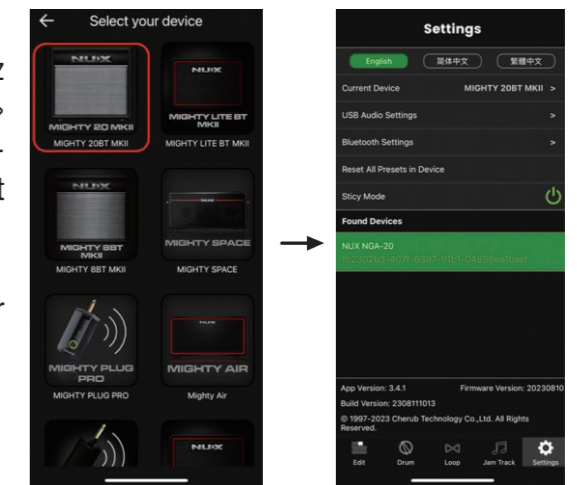 z
t
r
Select your device
NUX
MIGHTY 20 MKII
MIGHTY 20BT MKII
NUX
MIGHTY LITE BT
MKII
MIGHTY LITE BT MKII
NUX
MIGHTY 8BT
MKII
MIGHTY 8BT MKII
MIGHTY SPACE
MIGHTY SPACE
MIGHTY PLUG
PRO
MIGHTY PLUG PRO
MIGHTY AIR
Mighty Air
NUX
Settings
English 简体中文 繁體中文
Current Device MIGHTY 20BT MKII >
USB Audio Settings >
Bluetooth Settings >
Reset All Presets in Device
Sticy Mode
Found Devices
NUX NGA-20
App Version: 3.4.1 Firmware Version: 20230810
Build Version: 2308111013
© 1997-2023 Cherub Technology Co.,Ltd. All Rights
Reserved.
Edit Drum Loop Jam Track Settings